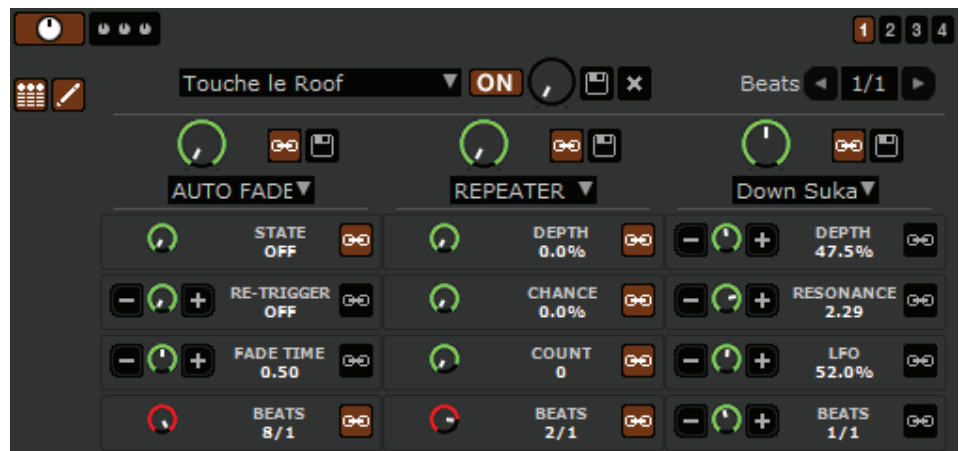 1 2 3 4
Touche le Roof ▼ ON Beats 1/1
AUTO FADE▼ REPEATER ▼ Down Suka▼
STATE DEPTH DEPTH
OFF 0.0% 47.5%
RE-TRIGGER CHANCE RESONANCE
OFF 0.0% 2.29
FADE TIME COUNT LFO
0.50 0 52.0%
BEATS BEATS BEATS
8/1 2/1 1/1